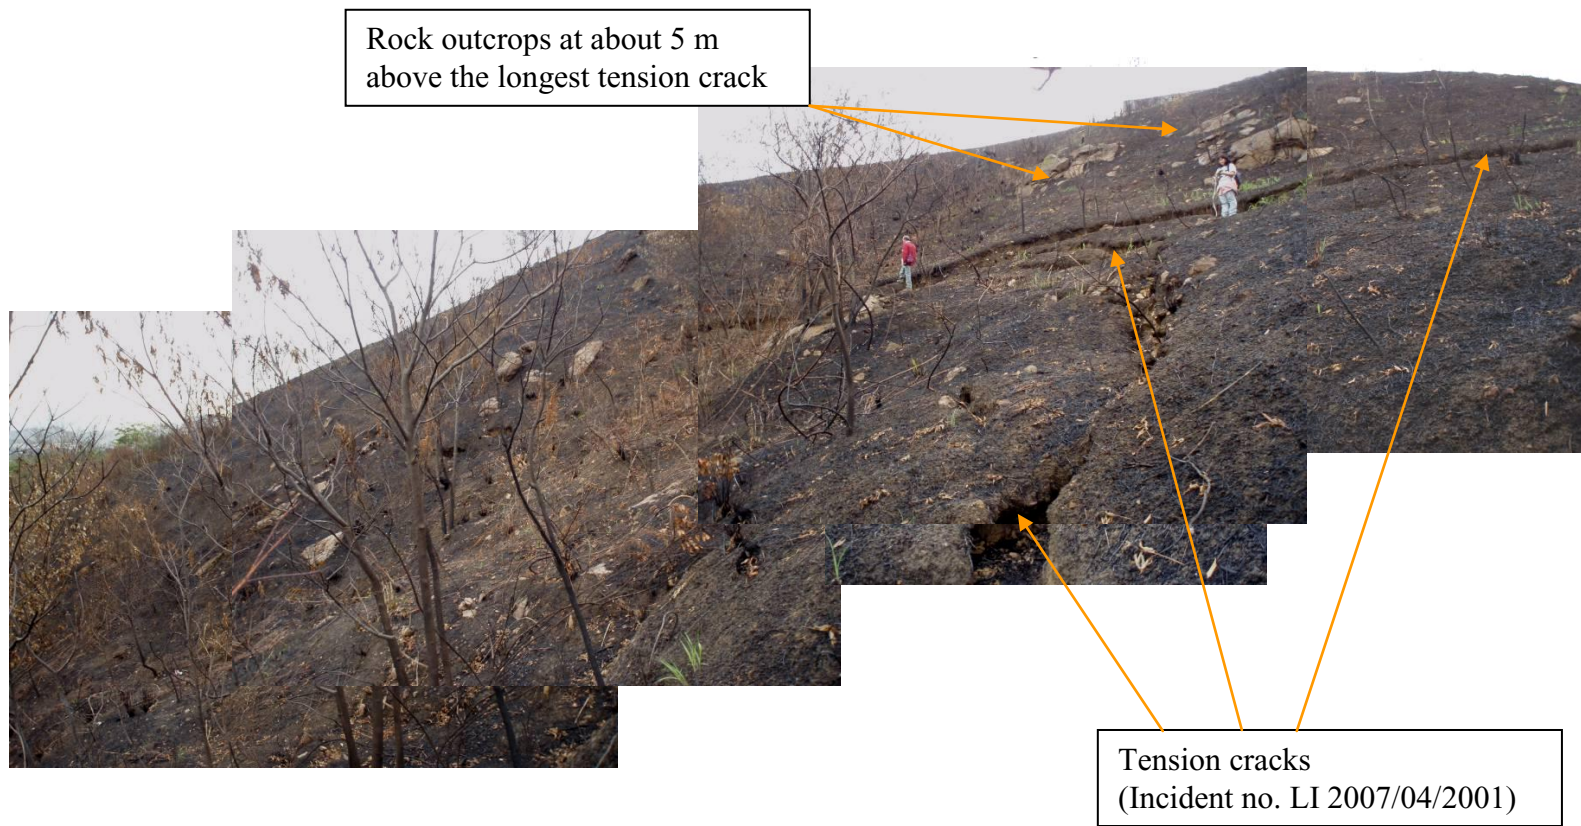 Rock outcrops at about 5 m
above the longest tension crack
Tension cracks
(Incident no. LI 2007/04/2001)